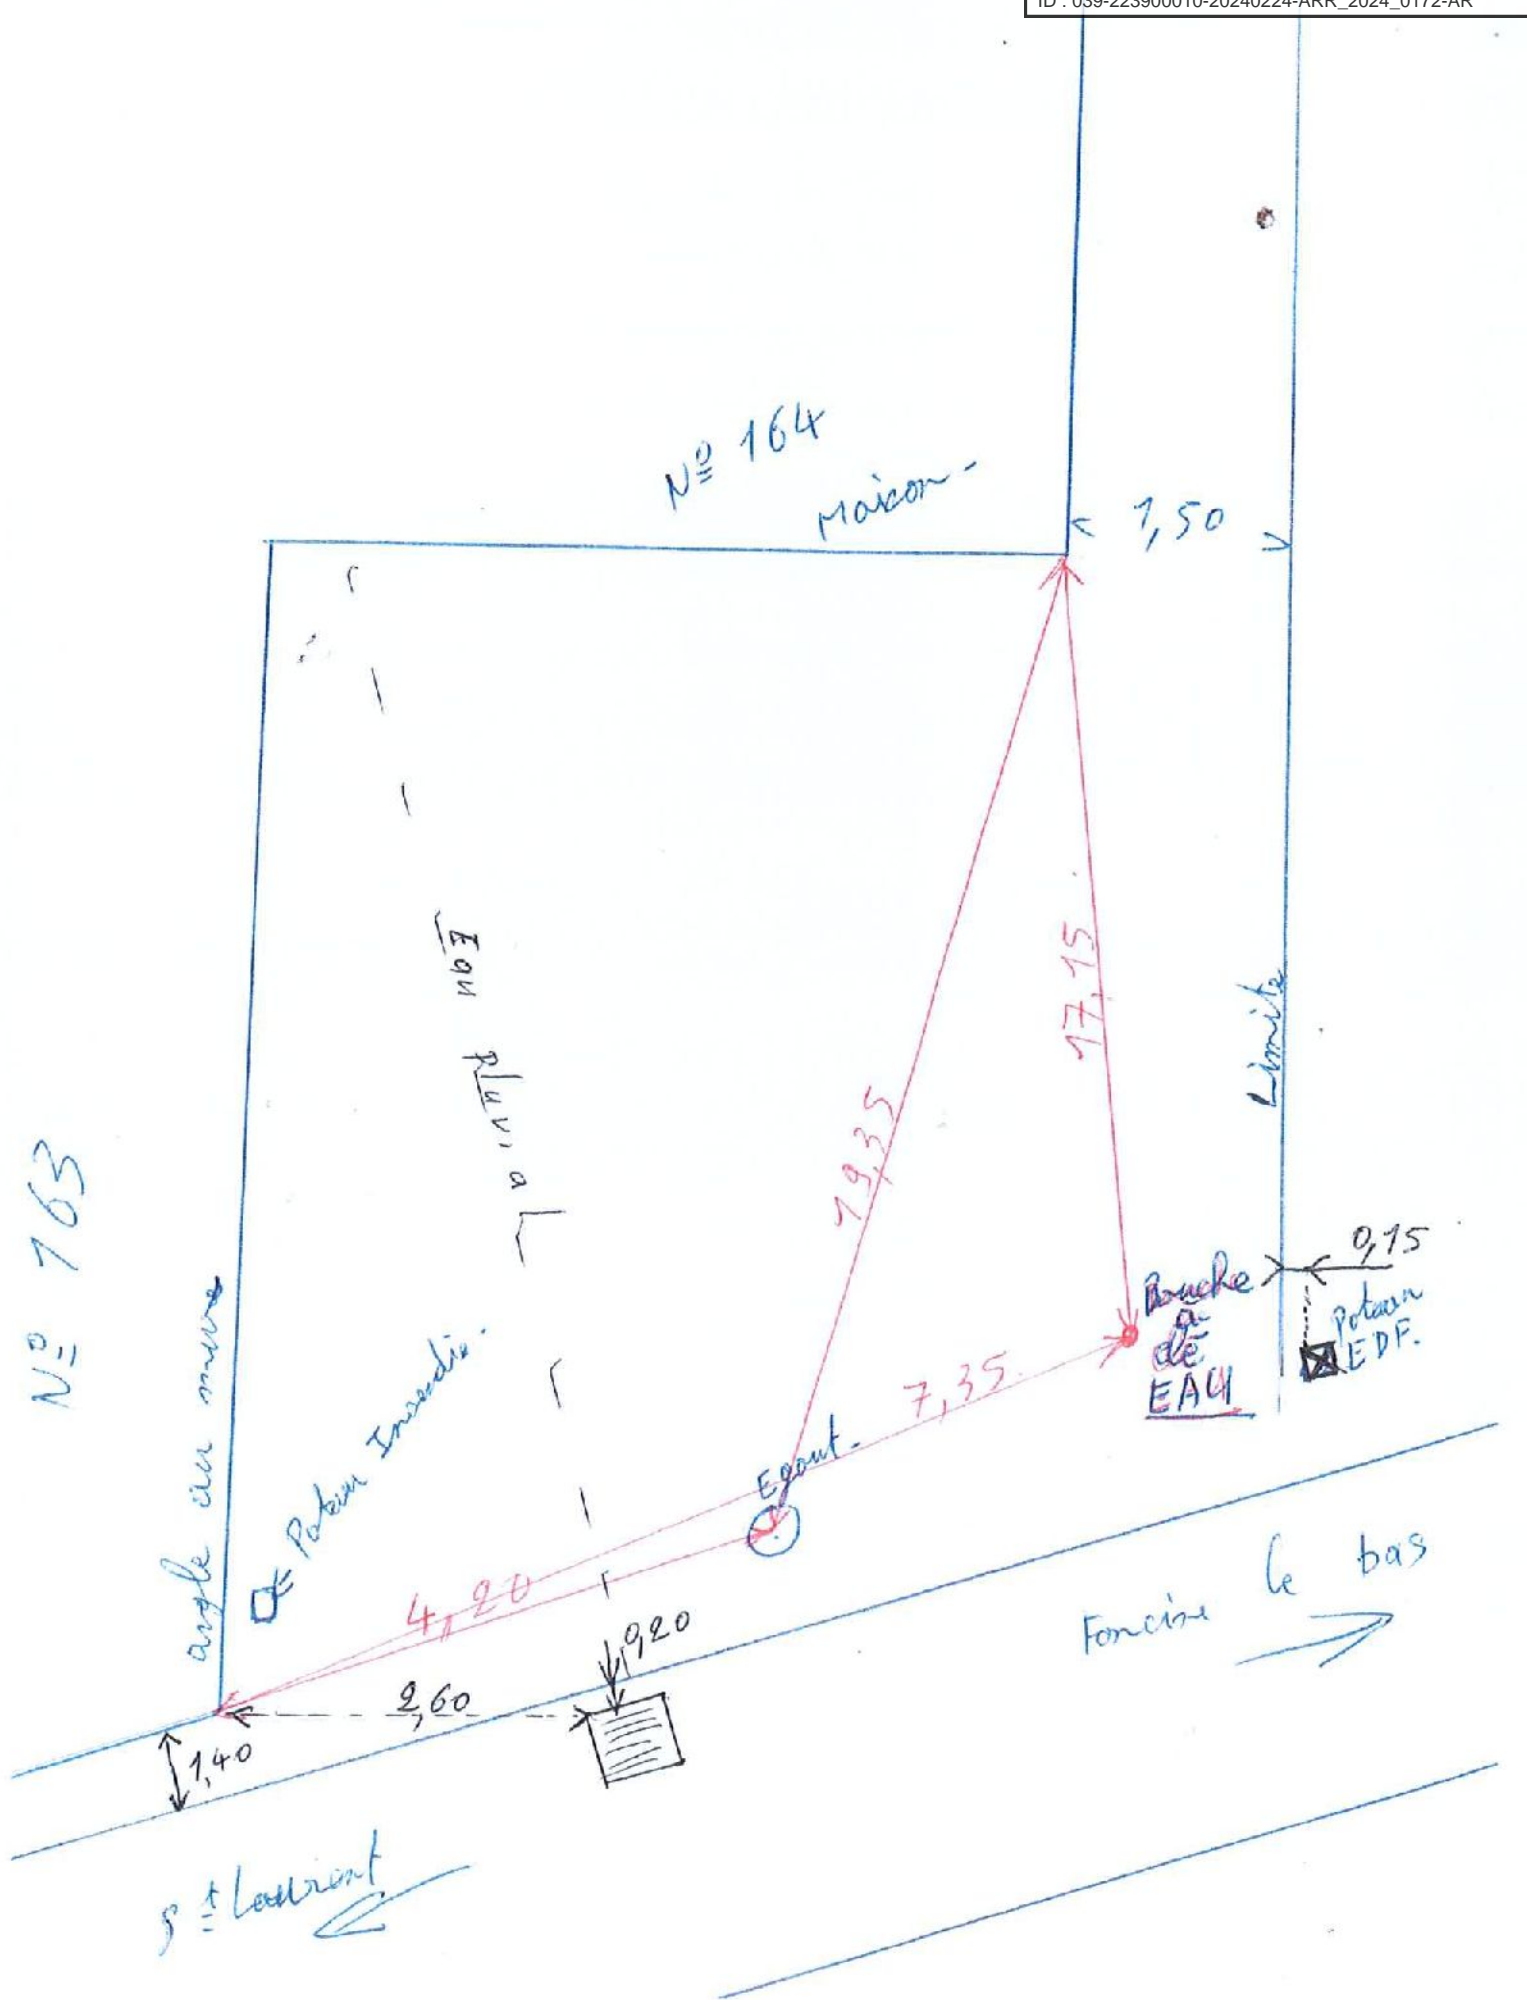 ID : 039-223900010-20240224-ARR_2024_0172-AR
Nº 164
Maison -
1,50
Eau pluvial
19,35
17,15
Limite
0,15
Poteau
EDF.
Bouche
a
clé
EAU
7,35
Egout -
Nº 163
angle du mur
Poteau Incendie.
4,20
0,20
2,60
1,40
Foncine le bas
St Laurent